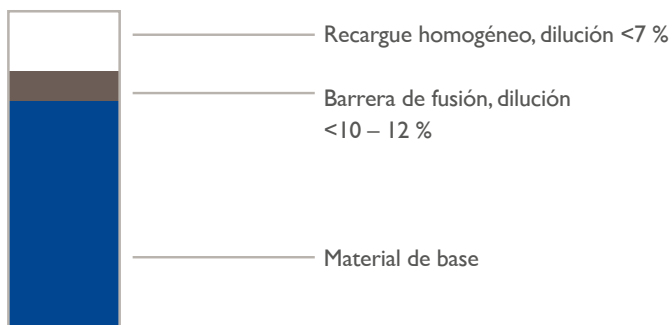 Recargue homogéneo, dilución <7 %
Barrera de fusión, dilución
<10 – 12 %
Material de base